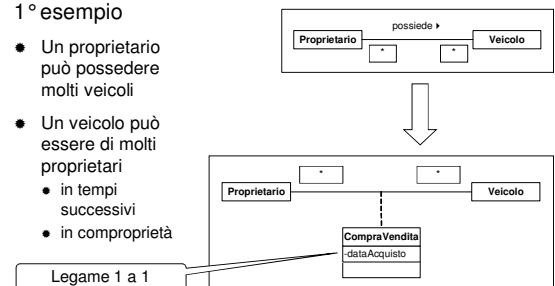 1° esempio
Un proprietario
può possedere
molti veicoli
Un veicolo può
essere di molti
proprietari
in tempi
successivi
in comproprietà
Legame 1 a 1
possiede
Proprietario
*
*
Veicolo
*
*
Proprietario
Veicolo
CompraVendita
-dataAcquisto